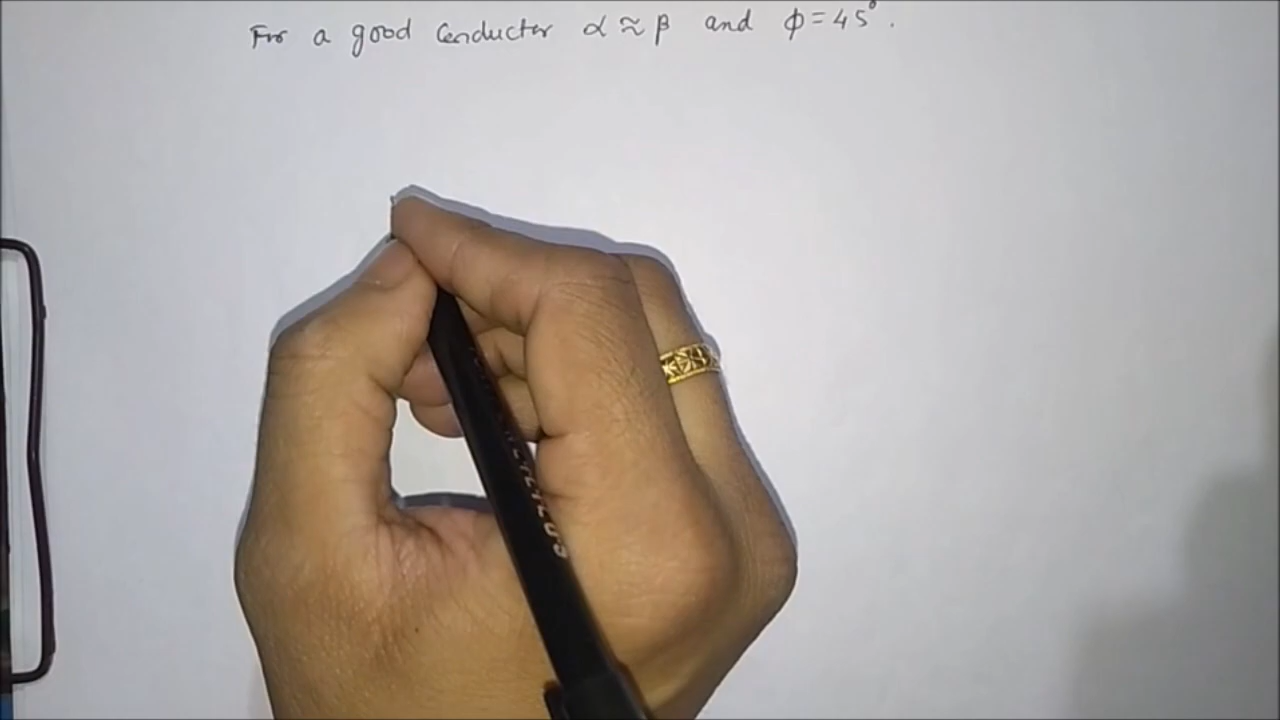 For a good conductor α ≈ β and ϕ = 45°.